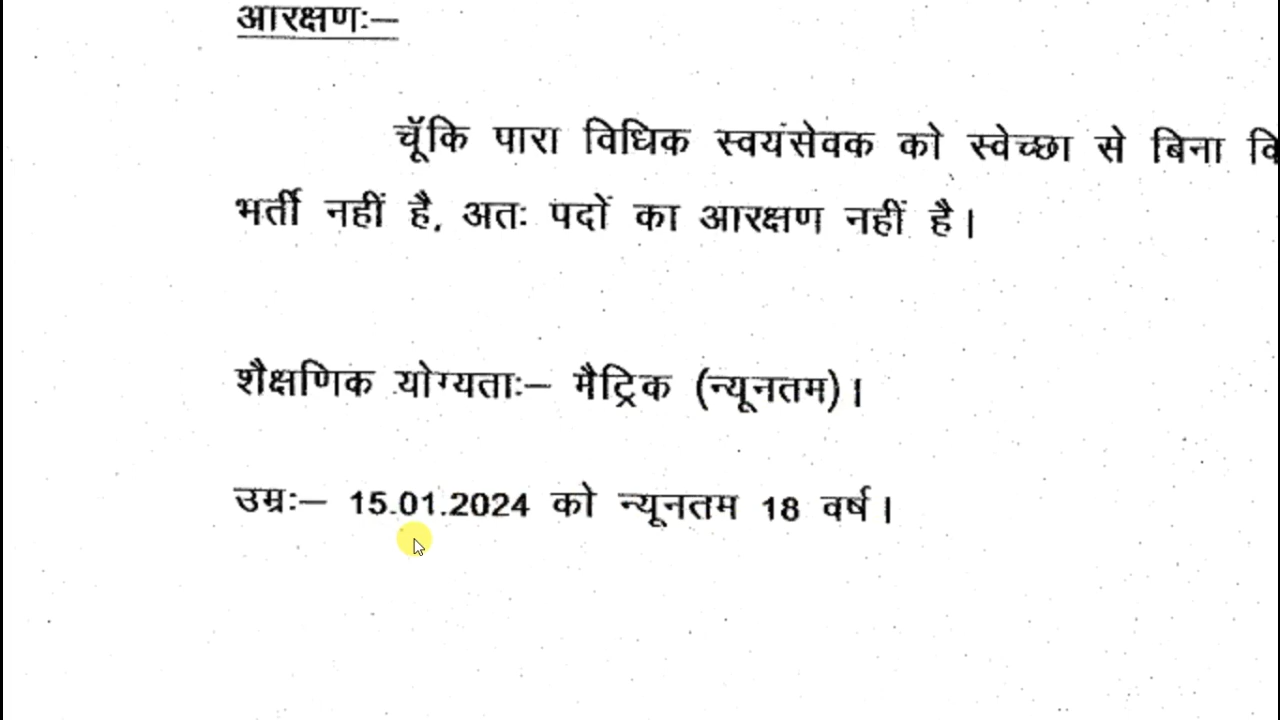 आरक्षणः–
चूँकि पारा विधिक स्वयंसेवक को स्वेच्छा से बिना
भर्ती नहीं है, अतः पदों का आरक्षण नहीं है।
शैक्षणिक योग्यताः– मैट्रिक (न्यूनतम)।
उम्रः– 15.01.2024 को न्यूनतम 18 वर्ष।